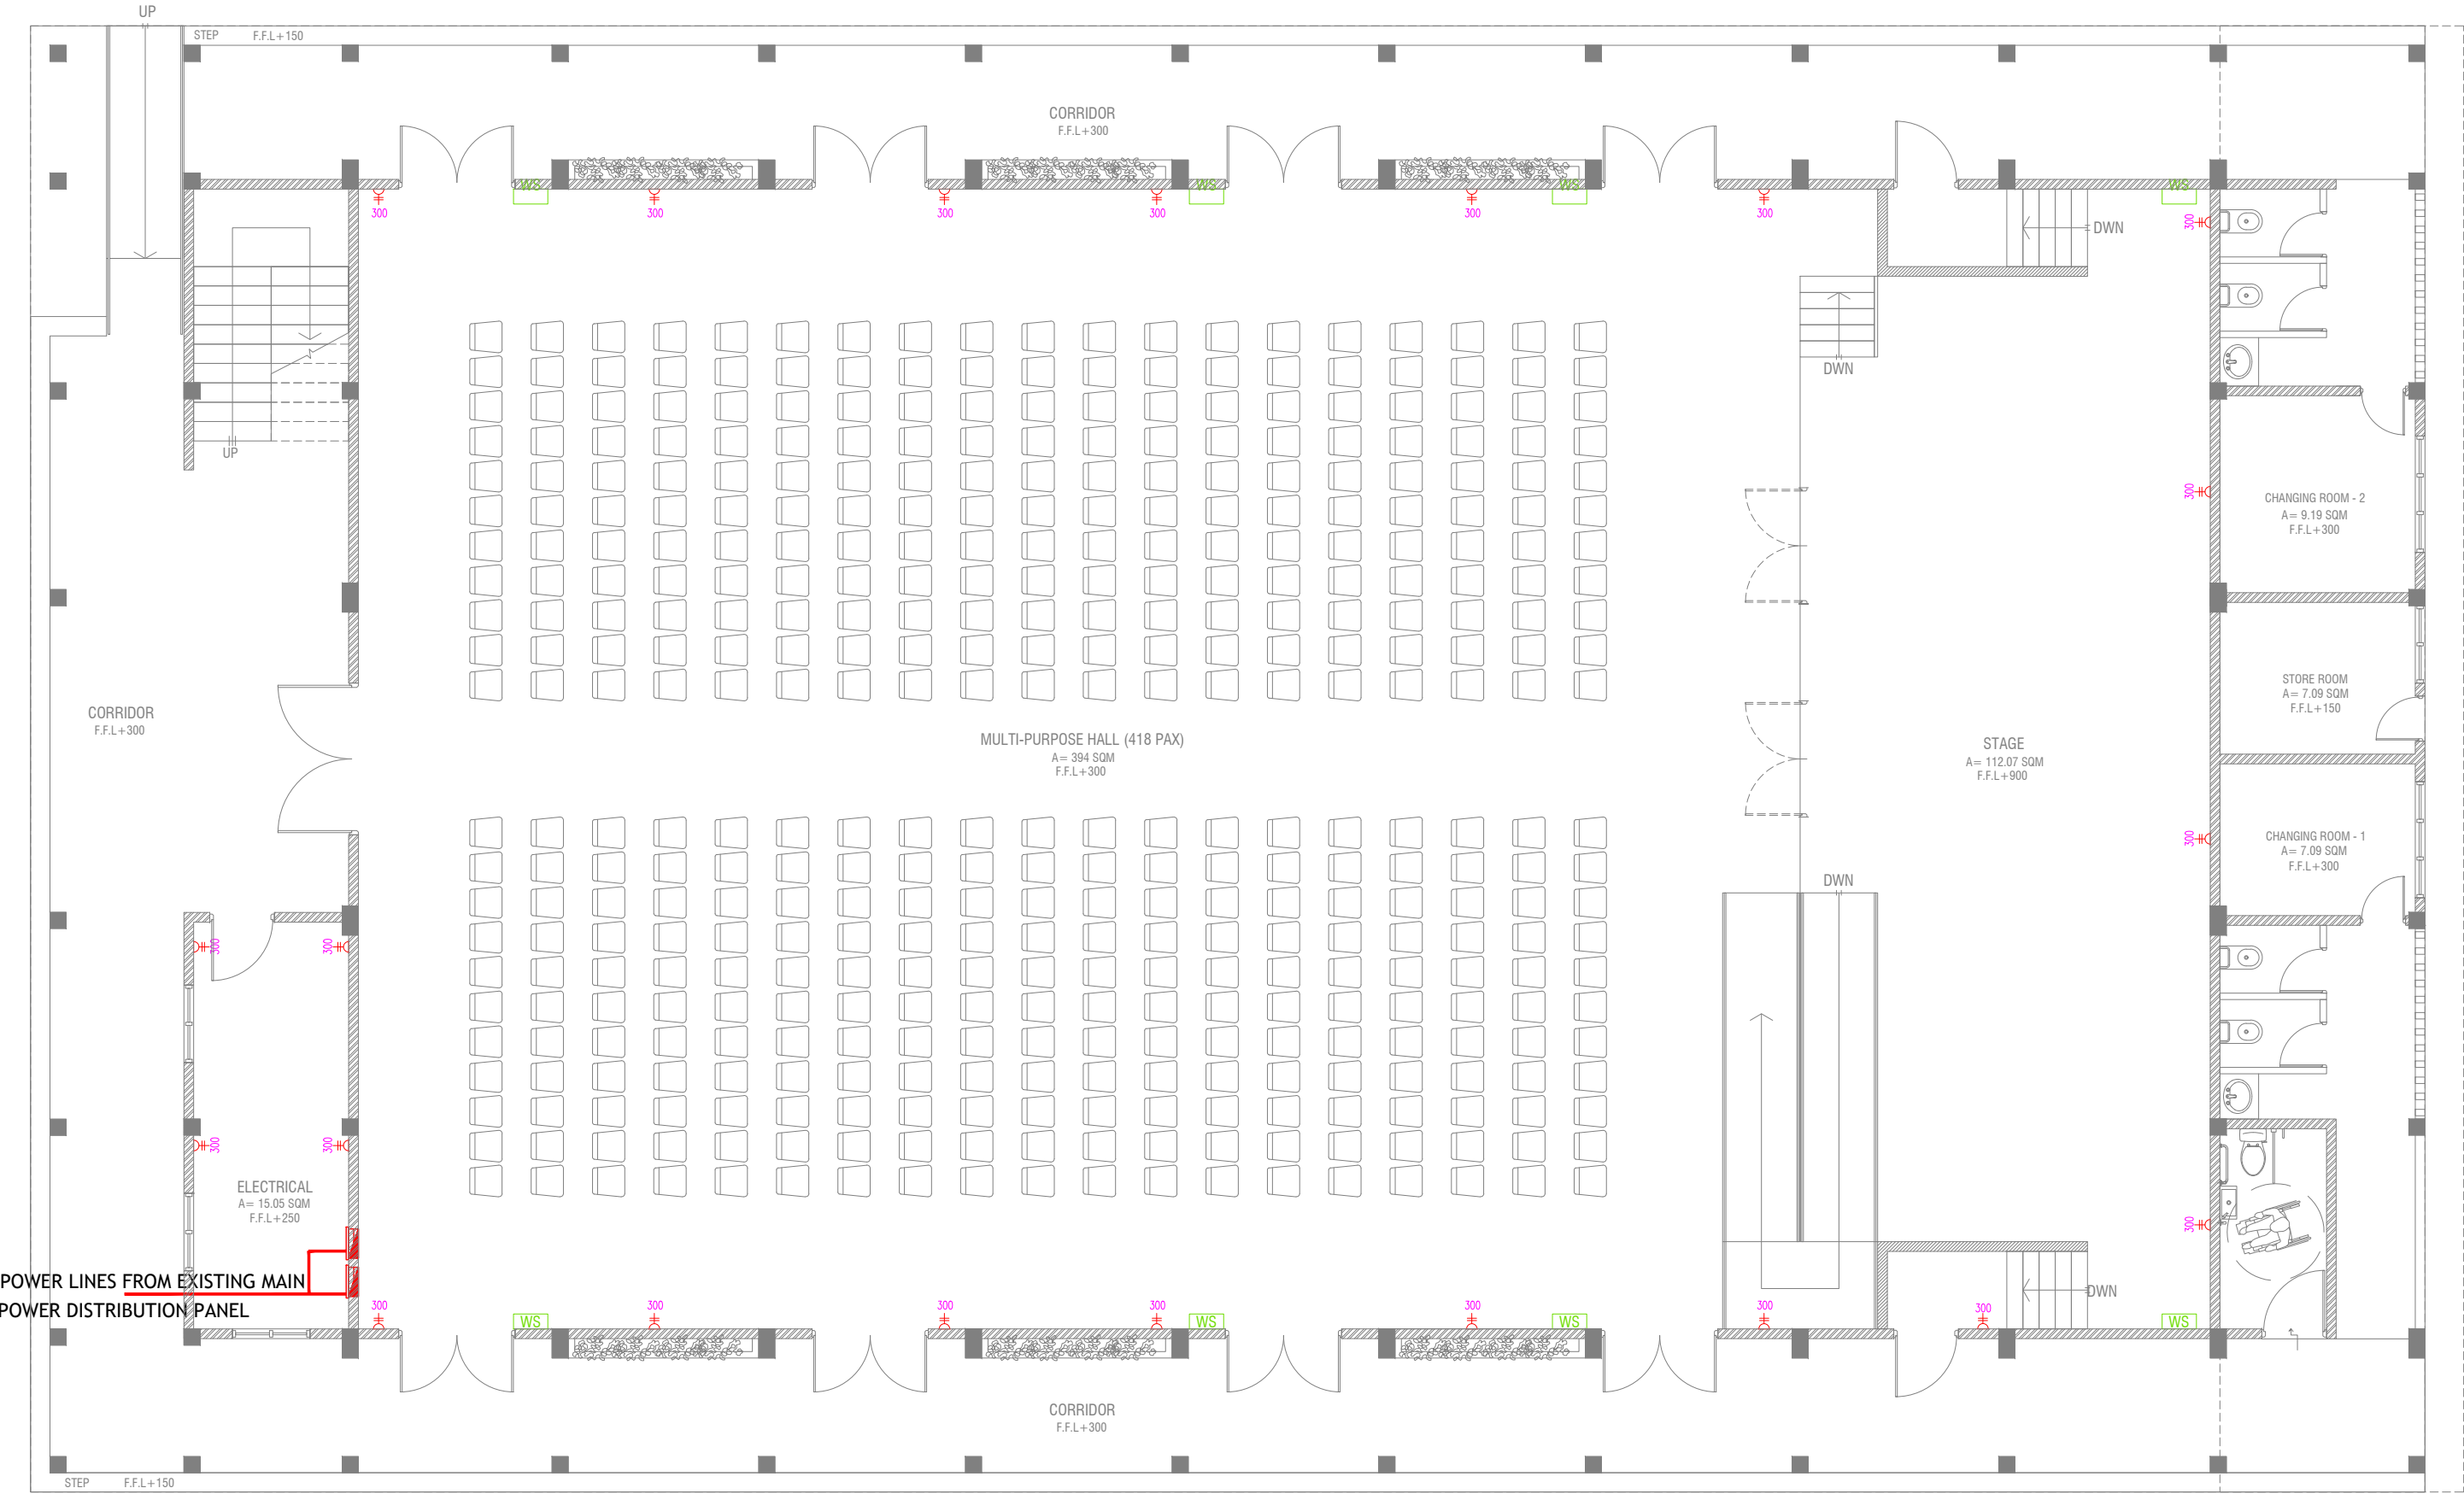 UP
STEP F.F.L+150
CORRIDOR
F.F.L+300
WS WS WS WS
300 300 300 300 300 300
300
DWN
DWN
UP
300
CHANGING ROOM - 2
A= 9.19 SQM
F.F.L+300
STORE ROOM
A= 7.09 SQM
F.F.L+150
CORRIDOR
F.F.L+300
MULTI-PURPOSE HALL (418 PAX)
A= 394 SQM
F.F.L+300
STAGE
A= 112.07 SQM
F.F.L+900
300
CHANGING ROOM - 1
A= 7.09 SQM
F.F.L+300
DWN
300 300
300 300
ELECTRICAL
A= 15.05 SQM
F.F.L+250
300
POWER LINES FROM EXISTING MAIN
POWER DISTRIBUTION PANEL
DWN
300 300 300 300 300 300 300
WS WS WS WS
CORRIDOR
F.F.L+300
STEP F.F.L+150